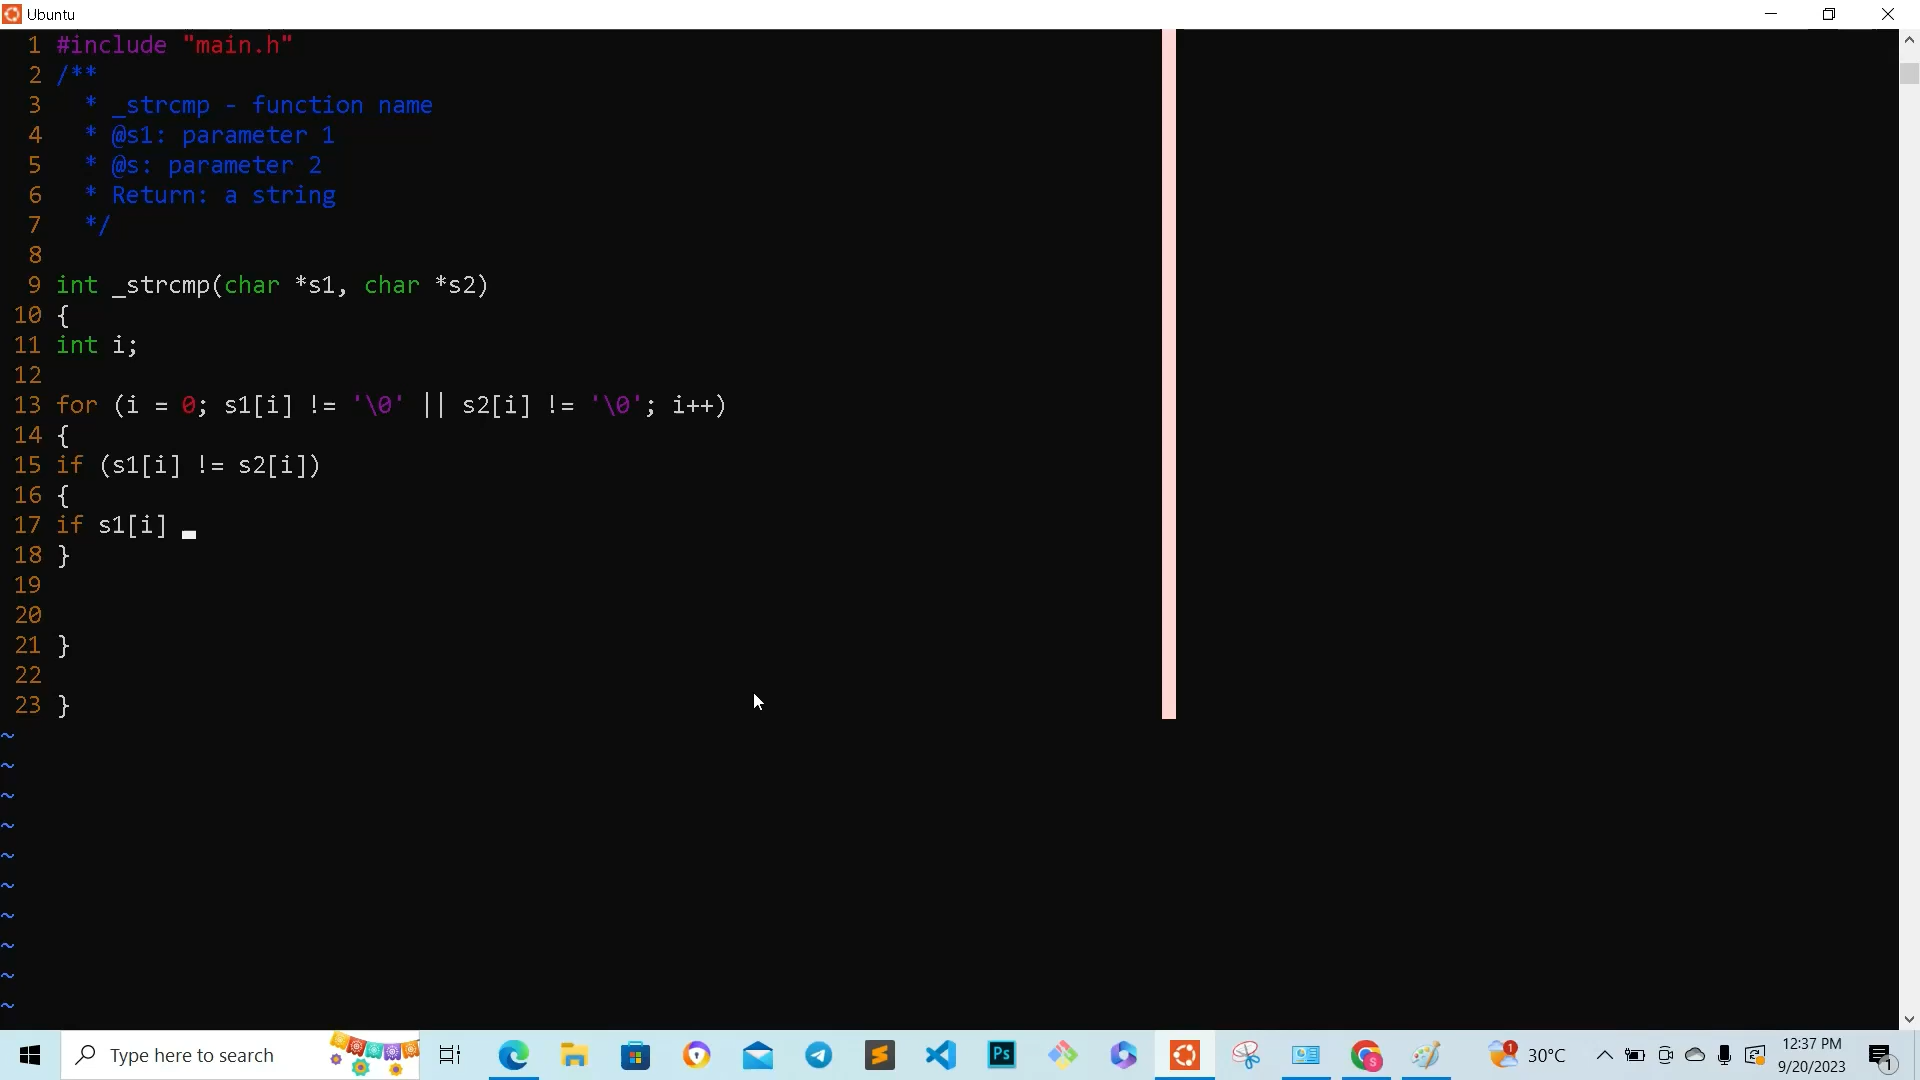 Ubuntu
1 #include "main.h"
2 /**
3   * _strcmp - function name
4   * @s1: parameter 1
5   * @s: parameter 2
6   * Return: a string
7   */
8
9 int _strcmp(char *s1, char *s2)
10 {
11 int i;
12
13 for (i = 0; s1[i] != '\0' || s2[i] != '\0'; i++)
14 {
15 if (s1[i] != s2[i])
16 {
17 if s1[i]
18 }
19
20
21 }
22
23 }
~
~
~
~
~
~
~
~
~
~
Type here to search
Ps
S
1
30°C
12:37 PM
9/20/2023
1